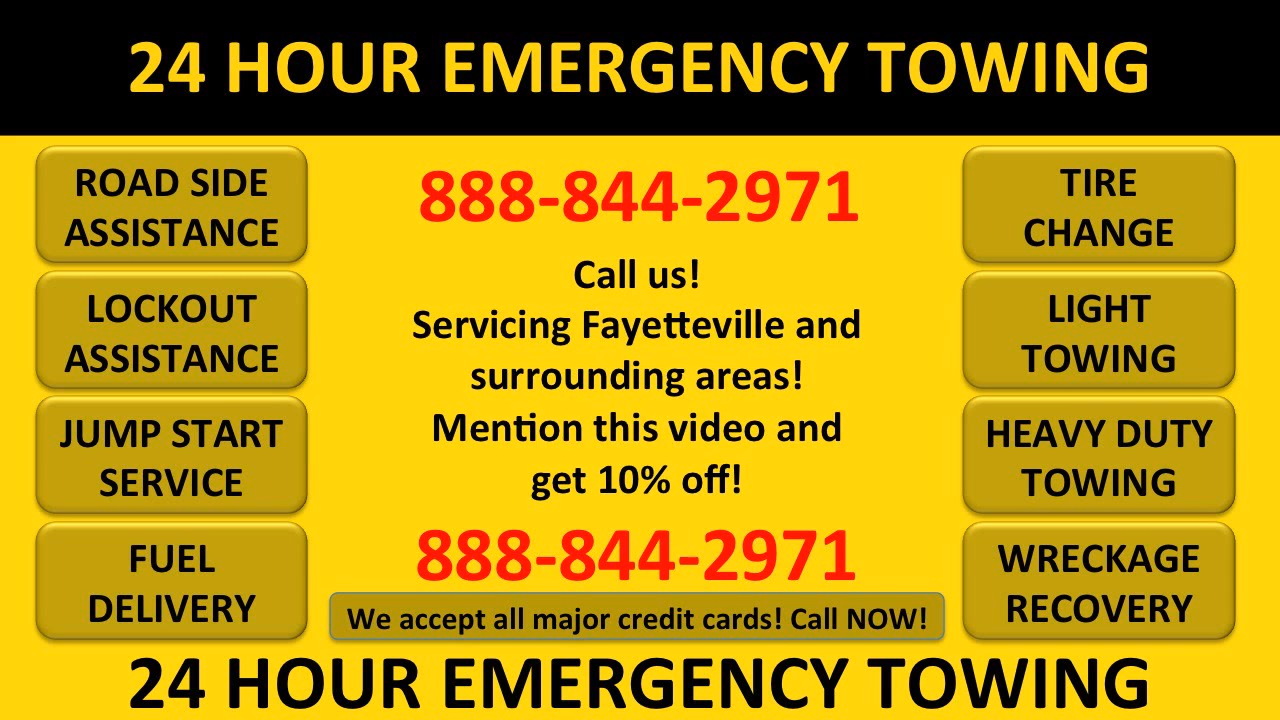 24 HOUR EMERGENCY TOWING
ROAD SIDE
ASSISTANCE
LOCKOUT
ASSISTANCE
JUMP START
SERVICE
FUEL
DELIVERY
888-844-2971
Call us!
Servicing Fayetteville and
surrounding areas!
Mention this video and
get 10% off!
888-844-2971
We accept all major credit cards! Call NOW!
TIRE
CHANGE
LIGHT
TOWING
HEAVY DUTY
TOWING
WRECKAGE
RECOVERY
24 HOUR EMERGENCY TOWING